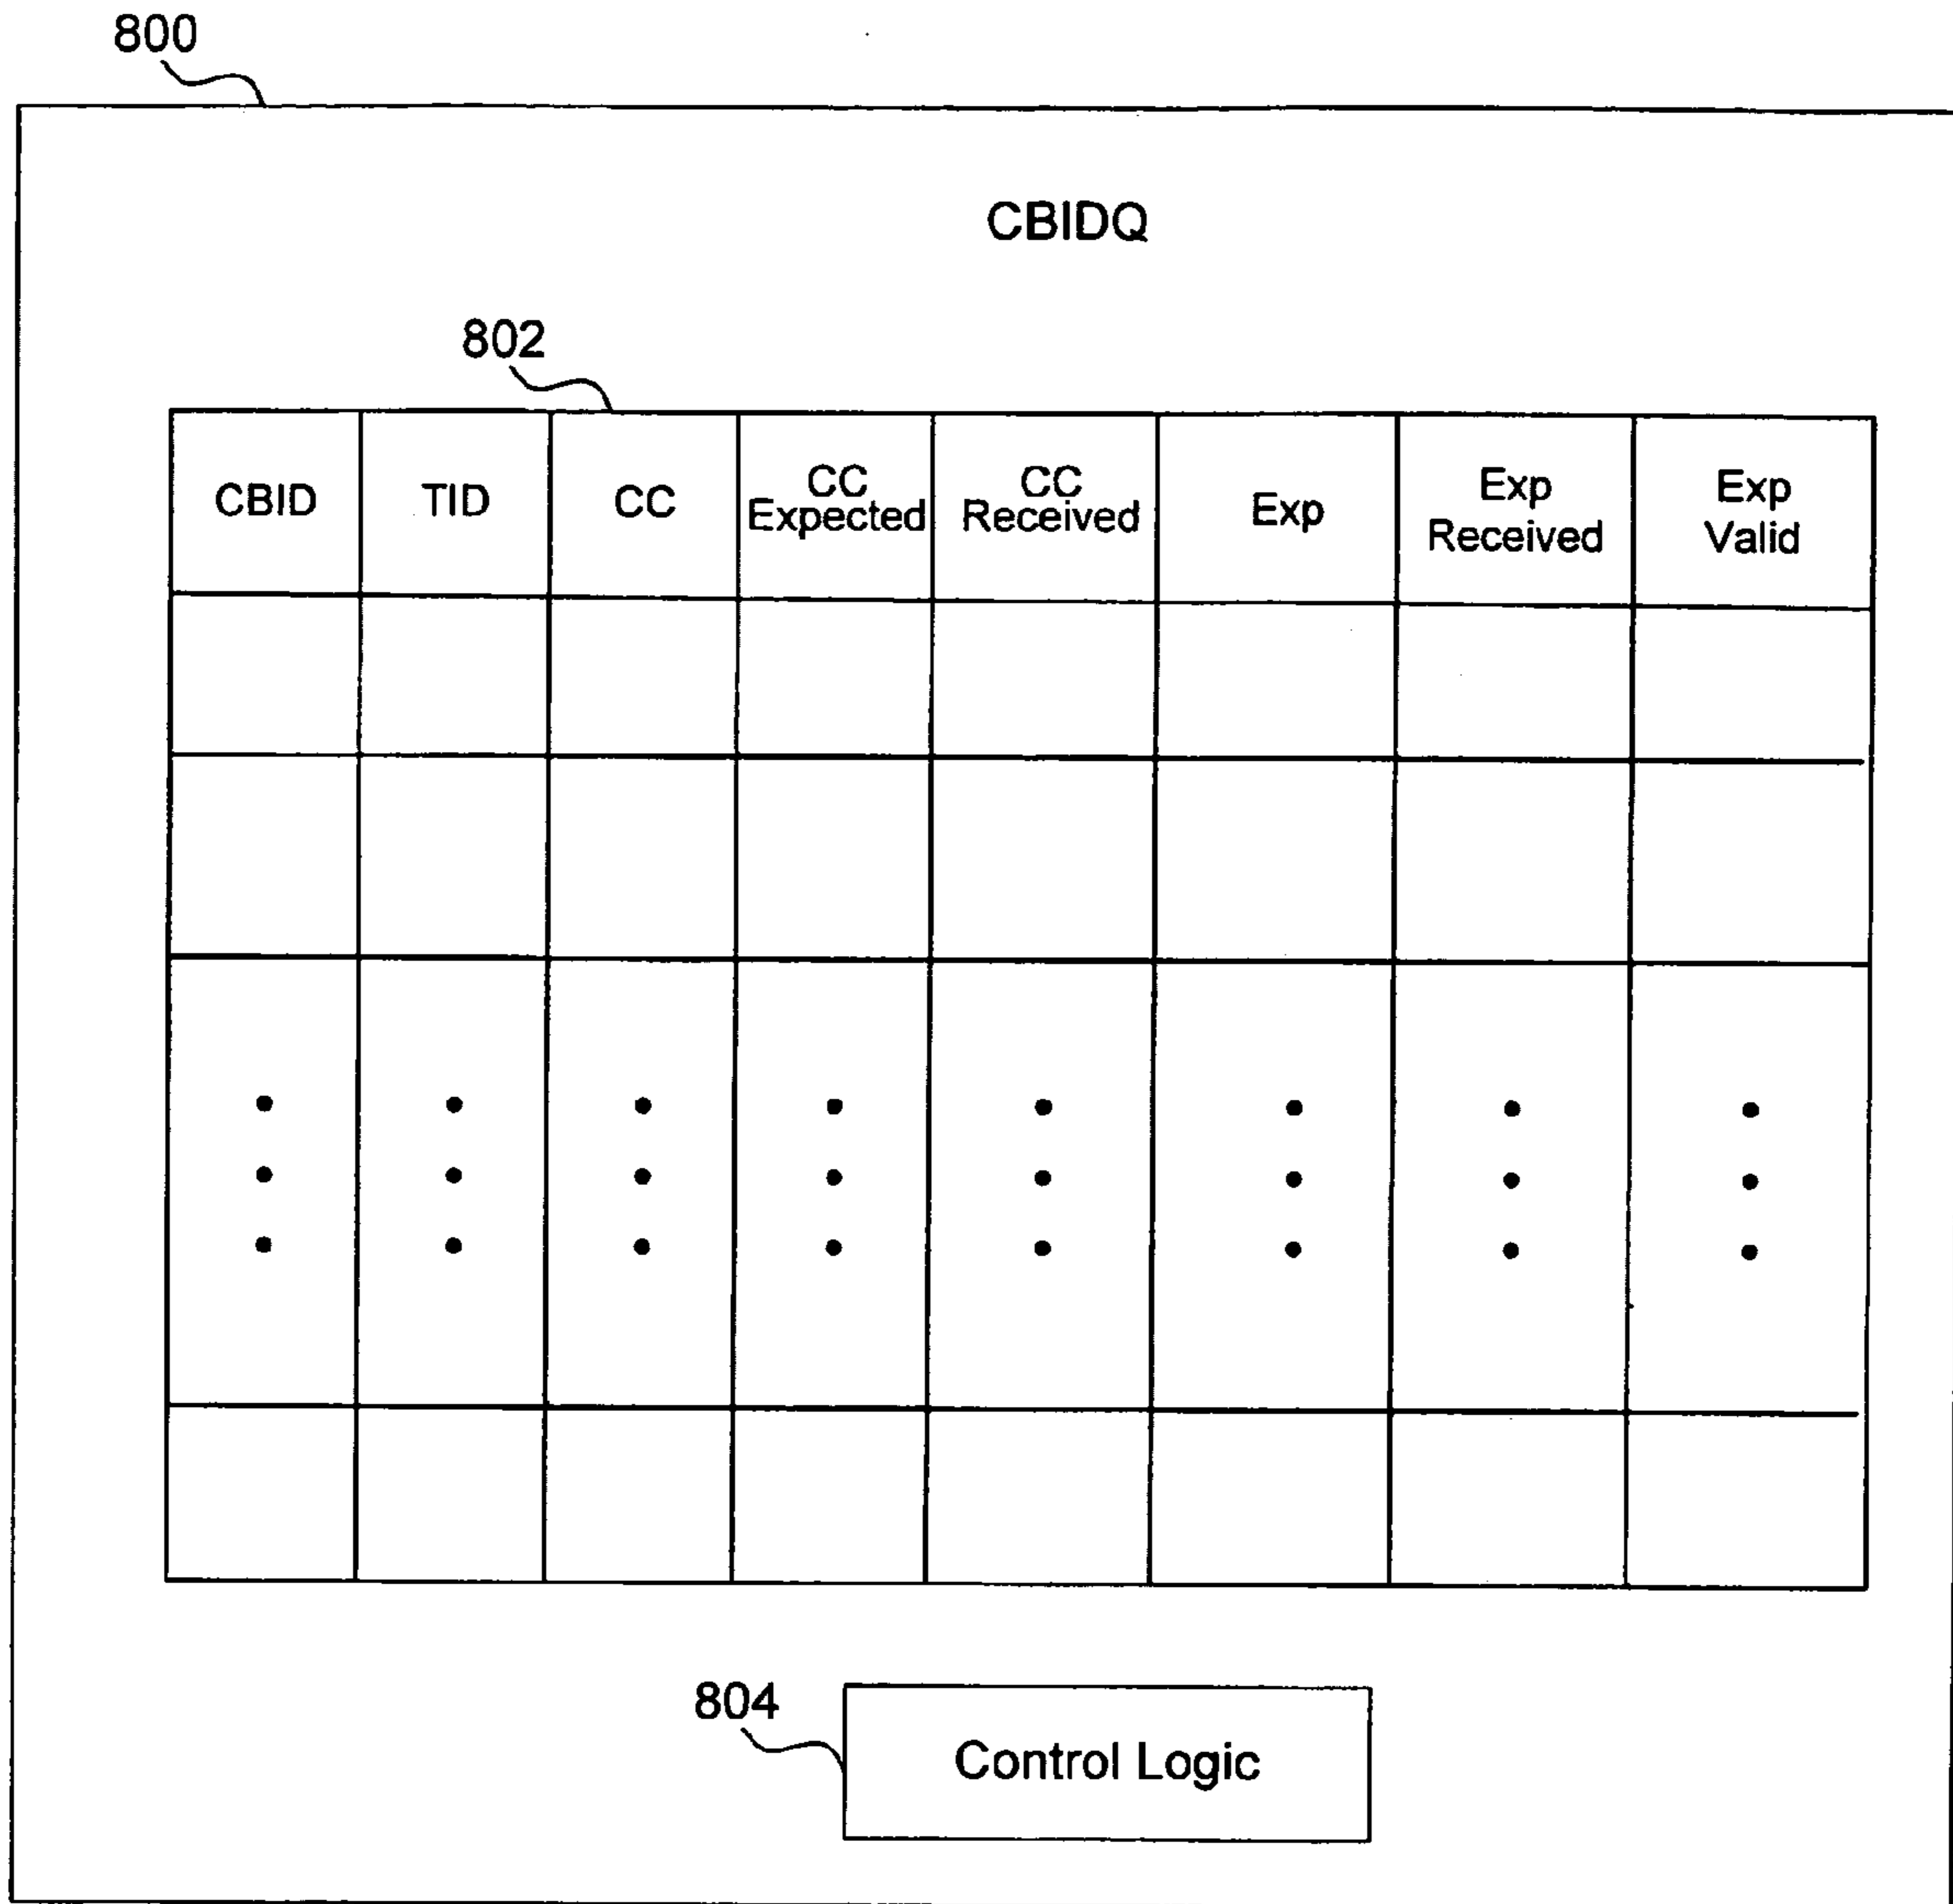 800
CBIDQ
802
CBID
TID
CC
CC
Expected
CC
Received
Exp
Exp
Received
Exp
Valid
804
Control Logic